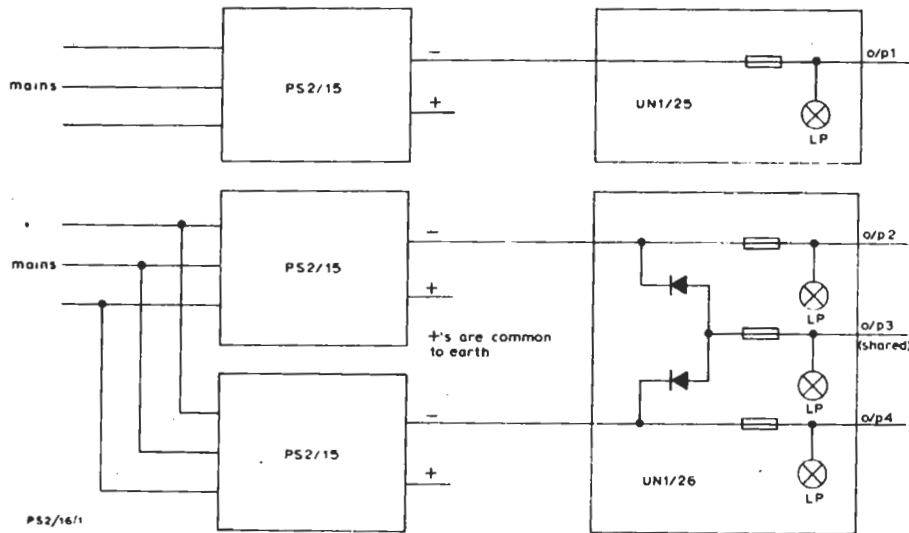 mains
PS2/15
−
+
UN1/25
o/p1
LP
mains
PS2/15
−
+
+'s are common
to earth
PS2/15
−
+
o/p2
LP
o/p3
(shared)
LP
o/p4
LP
UN1/26
PS2/16/1